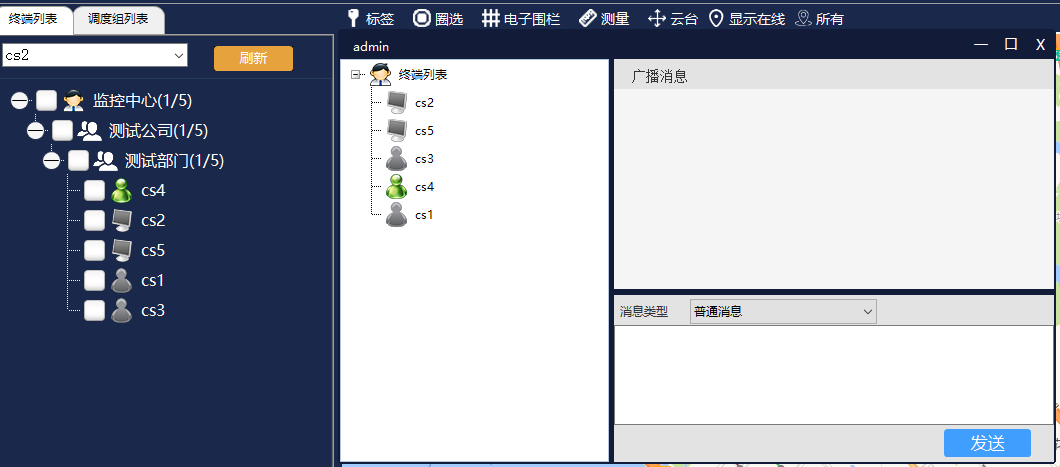 终端列表 调度组列表
标签 圈选 电子围栏 测量 云台 显示在线 所有
cs2 刷新
监控中心(1/5)
测试公司(1/5)
测试部门(1/5)
cs4
cs2
cs5
cs1
cs3
admin
X
终端列表
cs2
cs5
cs3
cs4
cs1
广播消息
消息类型 普通消息
发送